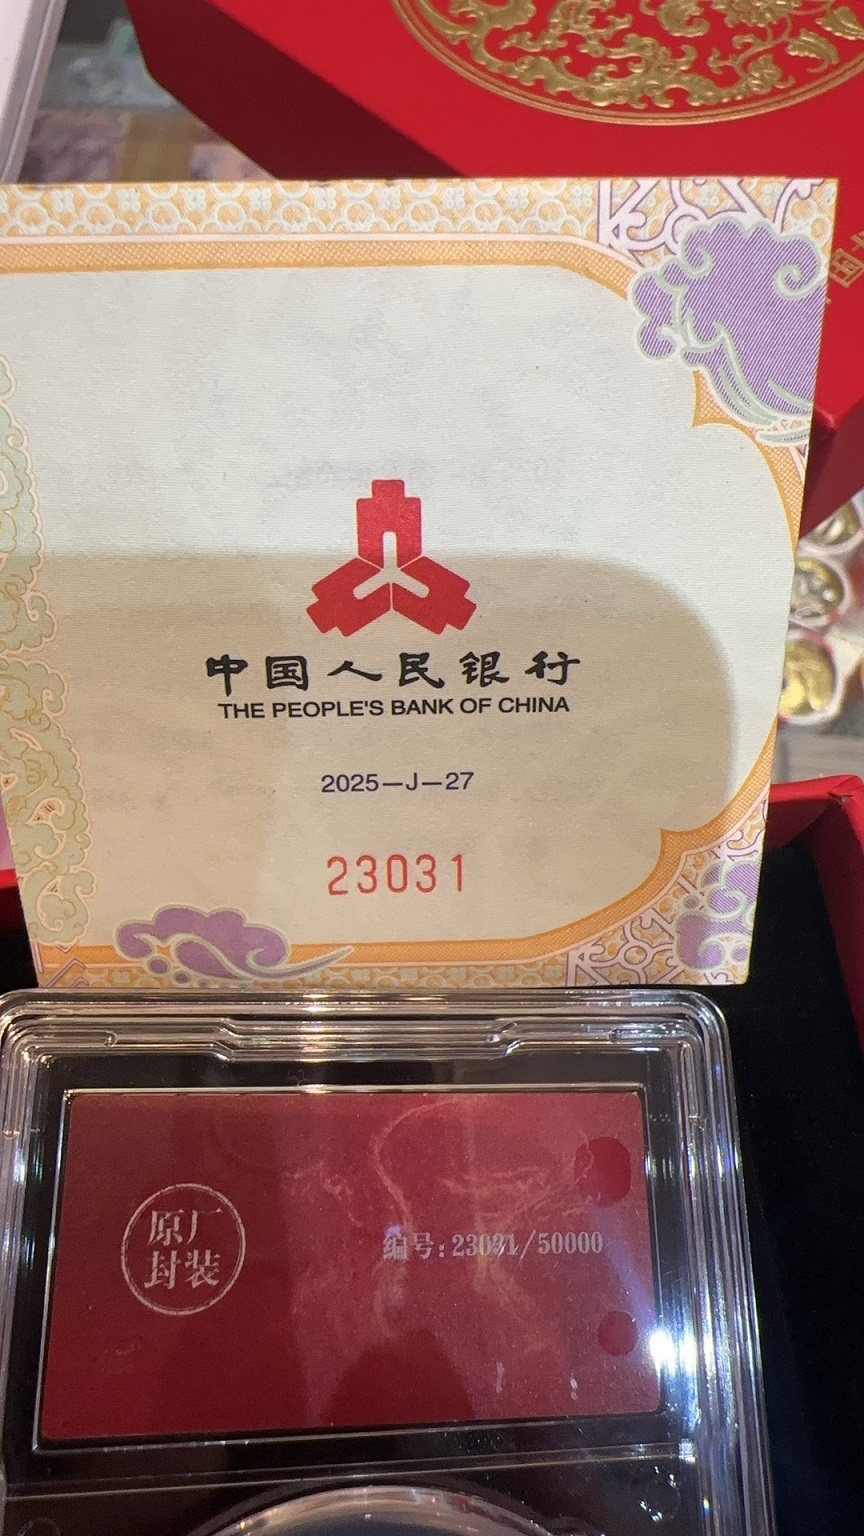 中国人民银行
THE PEOPLE'S BANK OF CHINA
2025—J—27
23031
原厂
封装
编号:23031/50000